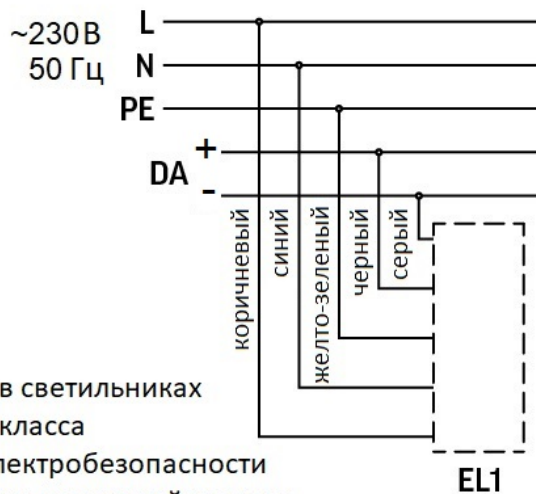 ~230 В
50 Гц
L
N
PE
DA
+
-
коричневый
синий
желто-зеленый
черный
серый
в светильниках
класса
лектробезопасности
EL1